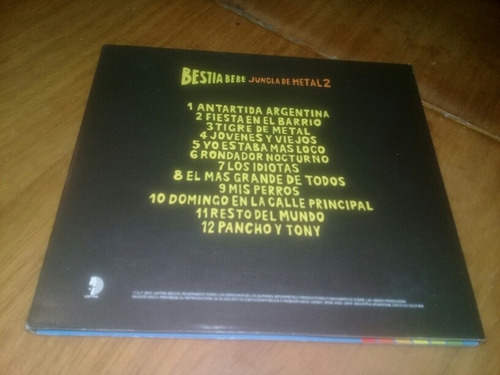 BESTIA BEBE JUNGLA DE METAL 2
1 ANTARTIDA ARGENTINA
2 FIESTA EN EL BARRIO
3 TIGRE DE METAL
4 JOVENES Y VIEJOS
5 YO ESTABA MAS LOCO
6 RONDADOR NOCTURNO
7 LOS IDIOTAS
8 EL MAS GRANDE DE TODOS
9 MIS PERROS
10 DOMINGO EN LA CALLE PRINCIPAL
11 RESTO DEL MUNDO
12 PANCHO Y TONY